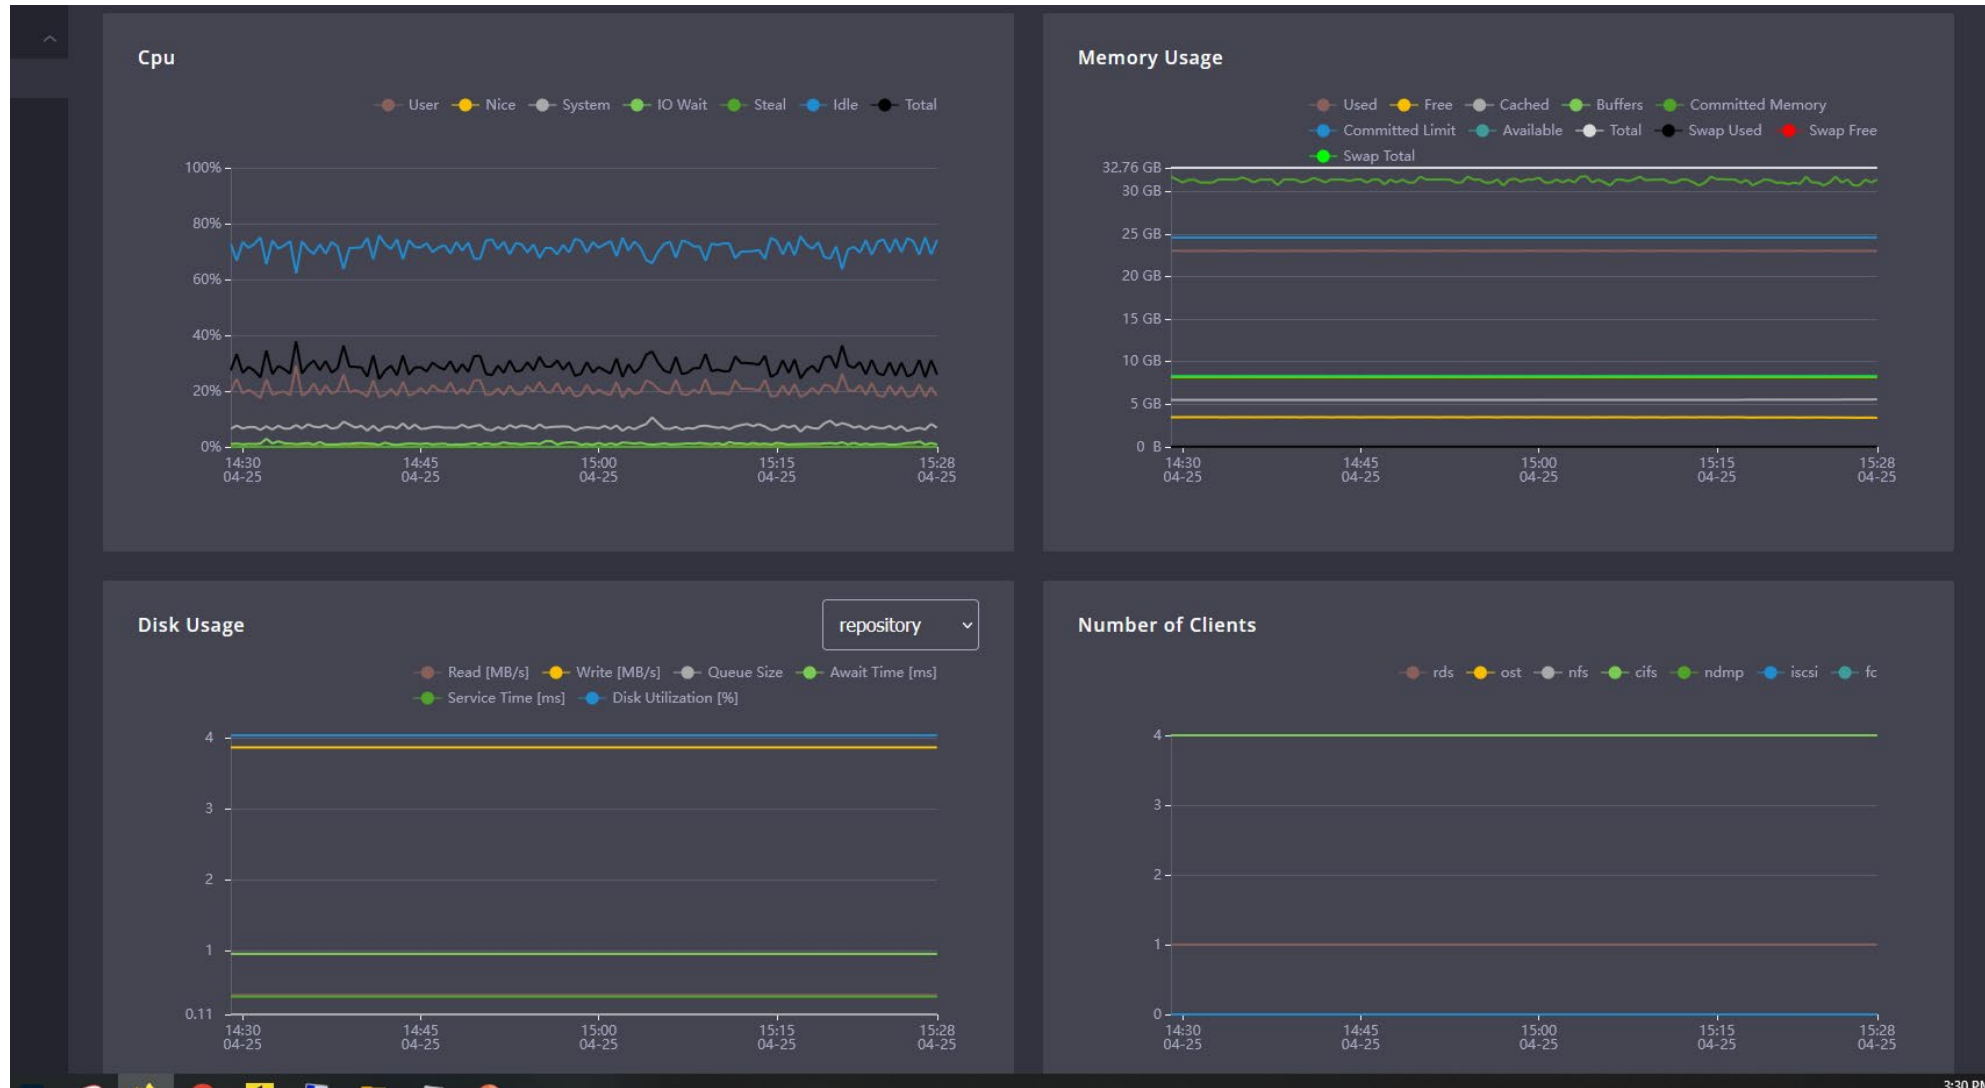 Cpu
User Nice System IO Wait Steal Idle Total
100%
80%
60%
40%
20%
0%
14:30 14:45 15:00 15:15 15:28
04-25 04-25 04-25 04-25 04-25
Memory Usage
Used Free Cached Buffers Committed Memory
Committed Limit Available Total Swap Used Swap Free
Swap Total
32.76 GB
30 GB
25 GB
20 GB
15 GB
10 GB
5 GB
0 B
14:30 14:45 15:00 15:15 15:28
04-25 04-25 04-25 04-25 04-25
Disk Usage
repository
Read [MB/s] Write [MB/s] Queue Size Await Time [ms]
Service Time [ms] Disk Utilization [%]
4
3
2
1
0.11
14:30 14:45 15:00 15:15 15:28
04-25 04-25 04-25 04-25 04-25
Number of Clients
rds ost nfs cifs ndmp iscsi fc
4
3
2
1
0
14:30 14:45 15:00 15:15 15:28
04-25 04-25 04-25 04-25 04-25
3:30 PM